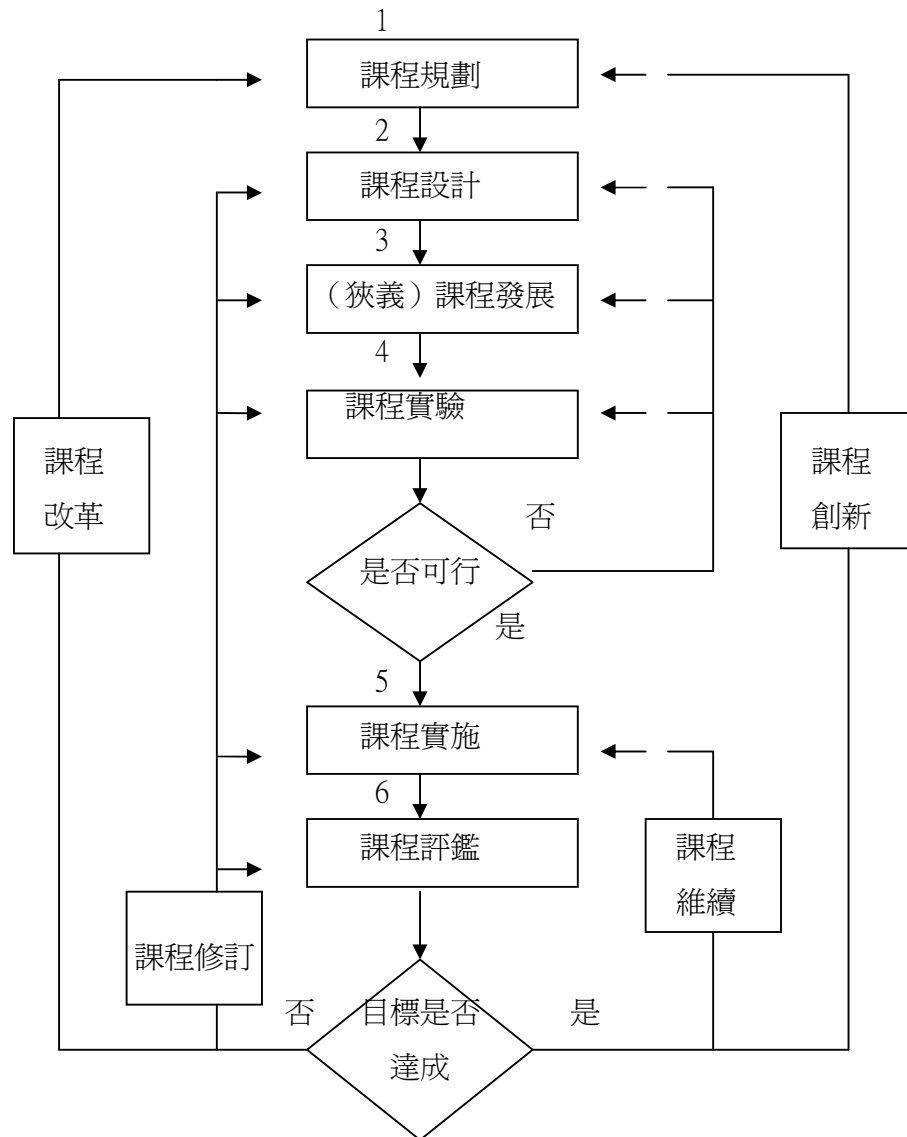 1
課程規劃
2
課程設計
3
（狹義）課程發展
4
課程實驗
課程
改革
課程
創新
否
是否可行
是
5
課程實施
6
課程評鑑
課程
維續
課程修訂
否
目標是否
達成
是